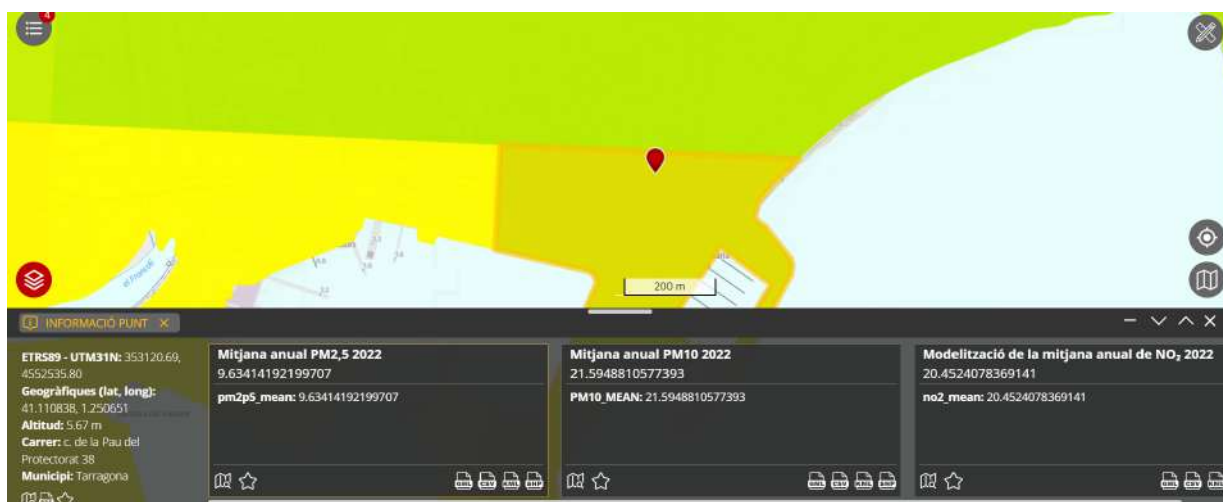 4
el Francolí
200 m
INFORMACIÓ PUNT
ETRS89 - UTM31N: 353120.69,
4552535.80
Geogràfiques (lat, long):
41.110838, 1.250651
Altitud: 5.67 m
Carrer: c. de la Pau del
Protectorat 38
Municipi: Tarragona
Mitjana anual PM2,5 2022
9.63414192199707
pm2p5_mean: 9.63414192199707
Mitjana anual PM10 2022
21.5948810577393
PM10_MEAN: 21.5948810577393
Modelització de la mitjana anual de NO₂ 2022
20.4524078369141
no2_mean: 20.4524078369141